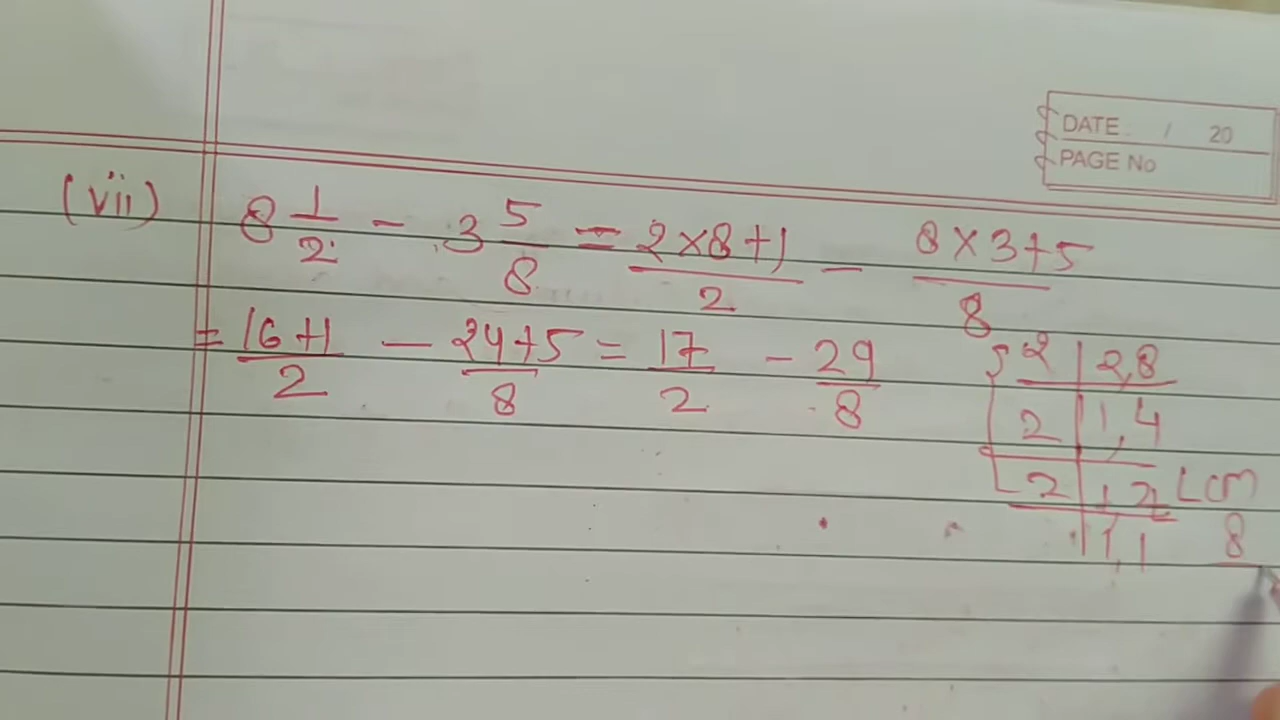 DATE. / 20
PAGE No
(vii) 8 1/2 - 3 5/8 = 2×8+1/2 - 8×3+5/8
= 16+1/2 - 24+5/8 = 17/2 - 29/8
2 | 2,8
2 | 1,4
2 | 1,2 Lcm
1,1 8